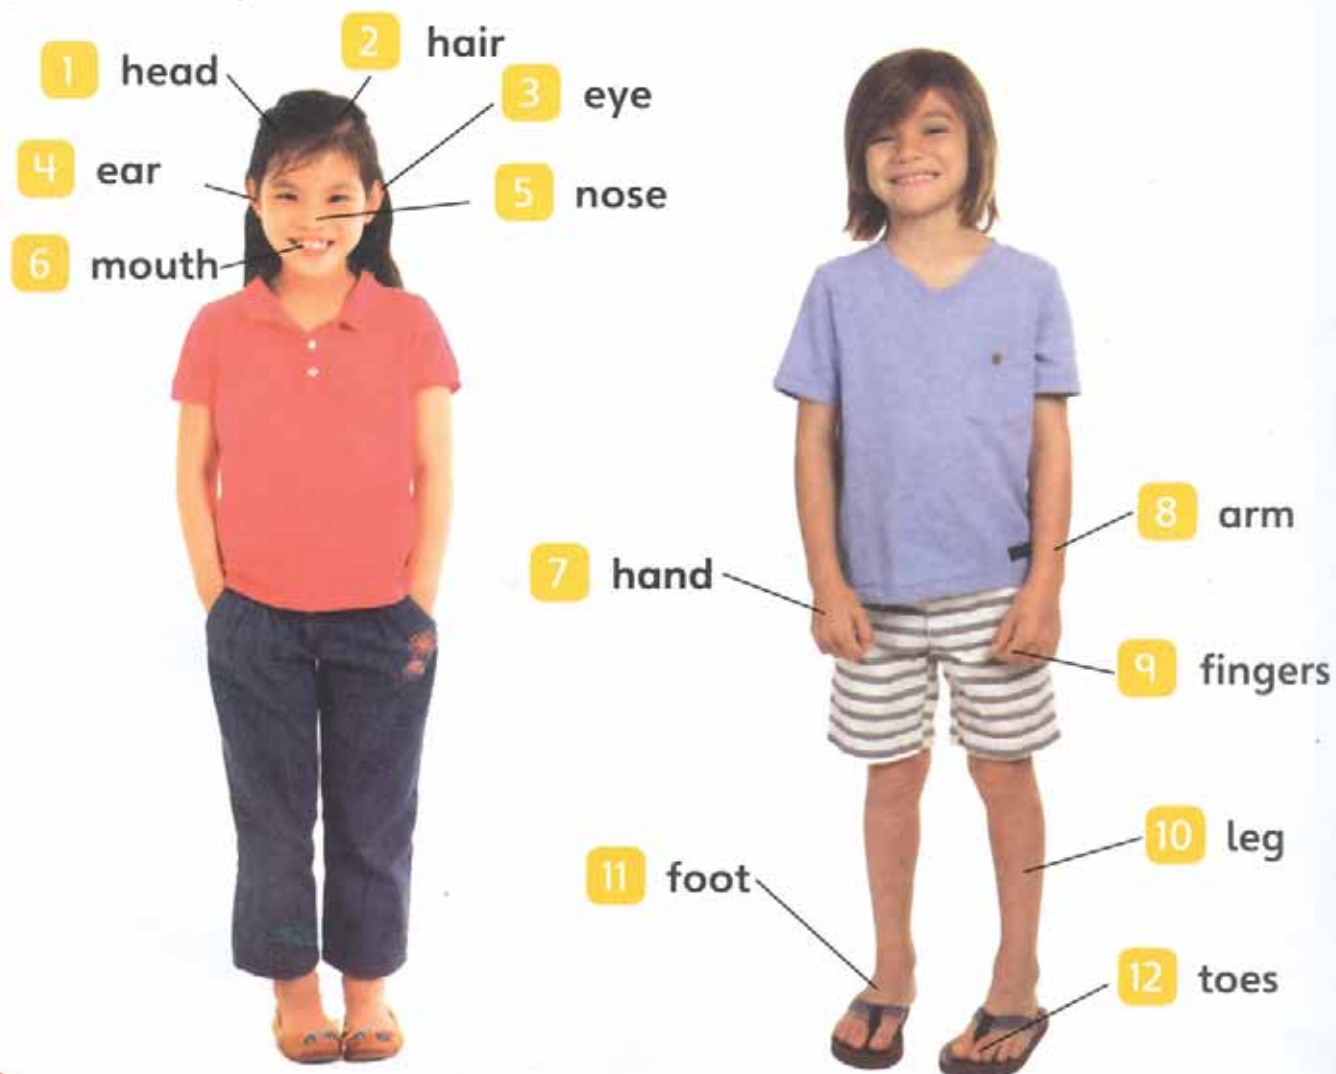 1 head
2 hair
3 eye
4 ear
5 nose
6 mouth
7 hand
8 arm
9 fingers
10 leg
11 foot
12 toes